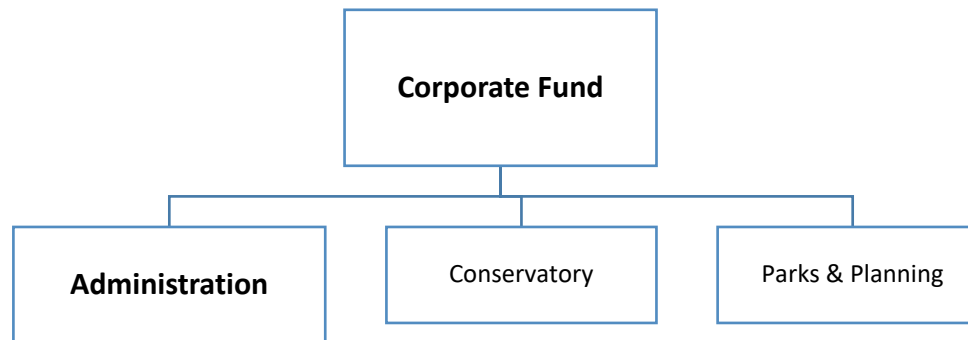 Corporate Fund
Administration
Conservatory
Parks & Planning